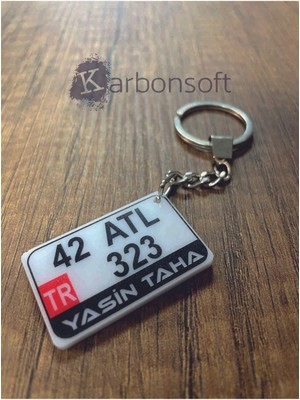 Karbonsoft
42 ATL
323
TR
YASİN TAHA